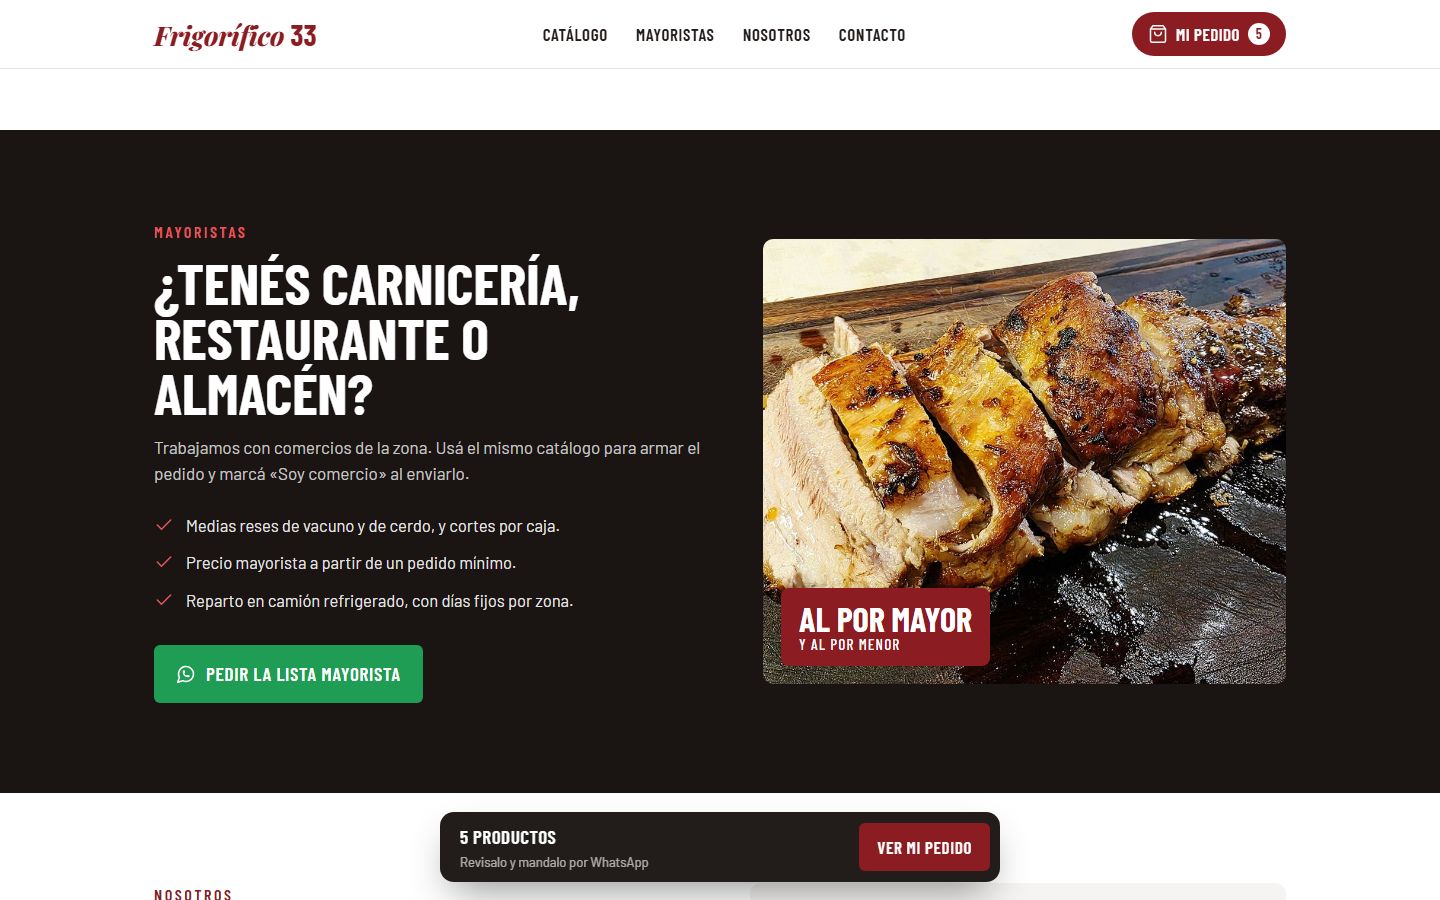 Frigorífico 33
CATÁLOGO
MAYORISTAS
NOSOTROS
CONTACTO
MI PEDIDO 5
MAYORISTAS
¿TENÉS CARNICERÍA,
RESTAURANTE O
ALMACÉN?
Trabajamos con comercios de la zona. Usá el mismo catálogo para armar el
pedido y marcá «Soy comercio» al enviarlo.
Medias reses de vacuno y de cerdo, y cortes por caja.
Precio mayorista a partir de un pedido mínimo.
Reparto en camión refrigerado, con días fijos por zona.
PEDIR LA LISTA MAYORISTA
AL POR MAYOR
Y AL POR MENOR
5 PRODUCTOS
Revisalo y mandalo por WhatsApp
VER MI PEDIDO
NOSOTROS